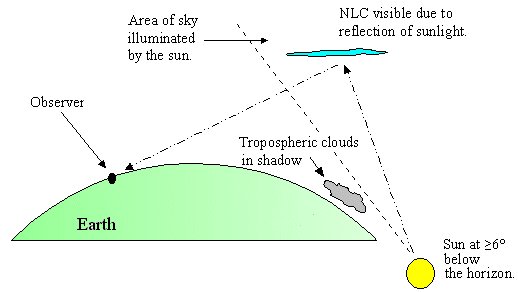 Area of sky
illuminated
by the sun.
NLC visible due to
reflection of sunlight.
Observer
Tropospheric clouds
in shadow
Earth
Sun at ≥6°
below
the horizon.